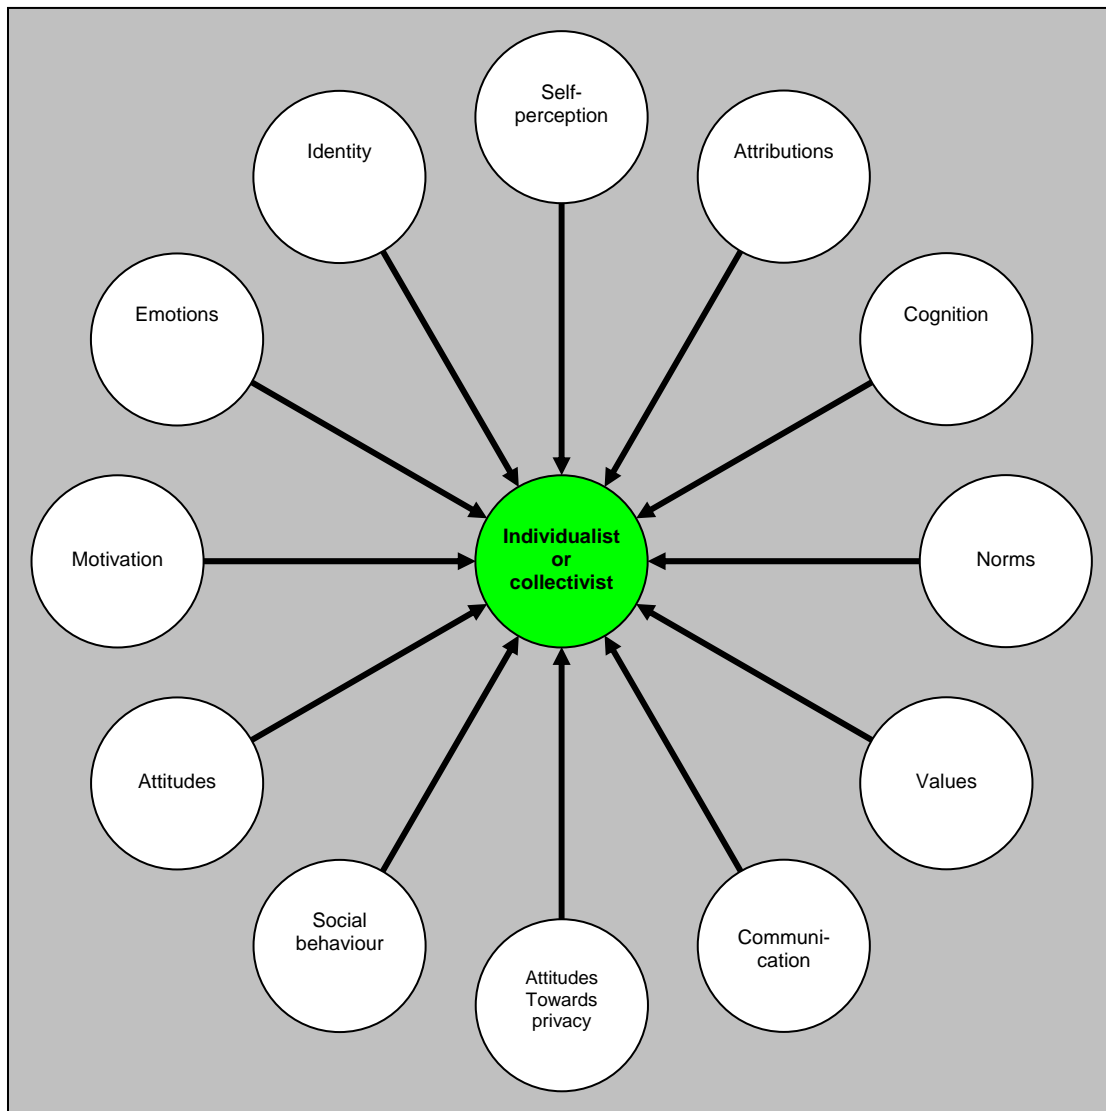 Self-
perception
Identity
Attributions
Emotions
Cognition
Individualist
or
collectivist
Motivation
Norms
Attitudes
Values
Social
behaviour
Communi-
cation
Attitudes
Towards
privacy